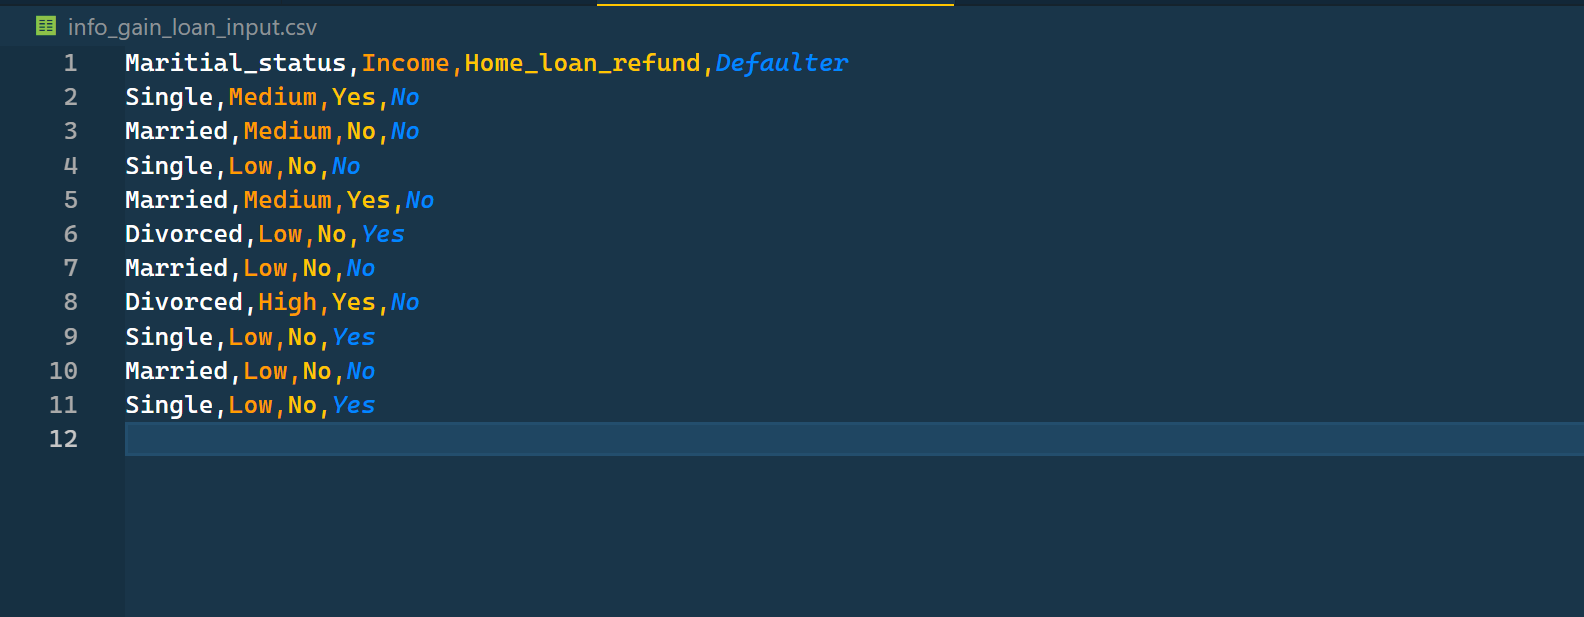 info_gain_loan_input.csv
1 Maritial_status,Income,Home_loan_refund,Defaulter
2 Single,Medium,Yes,No
3 Married,Medium,No,No
4 Single,Low,No,No
5 Married,Medium,Yes,No
6 Divorced,Low,No,Yes
7 Married,Low,No,No
8 Divorced,High,Yes,No
9 Single,Low,No,Yes
10 Married,Low,No,No
11 Single,Low,No,Yes
12